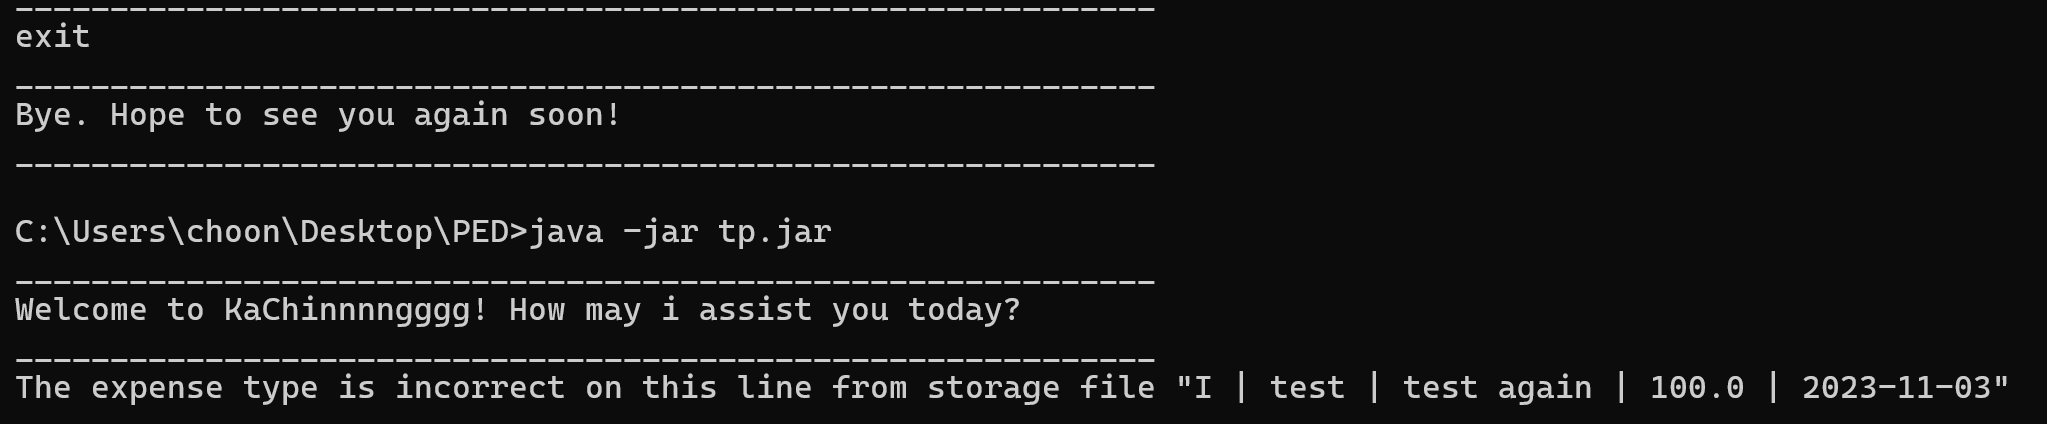 ____________________________________________________________
exit
____________________________________________________________
Bye. Hope to see you again soon!
____________________________________________________________
C:\Users\choon\Desktop\PED>java -jar tp.jar
____________________________________________________________
Welcome to KaChinnnngggg! How may i assist you today?
____________________________________________________________
The expense type is incorrect on this line from storage file "I | test | test again | 100.0 | 2023-11-03"